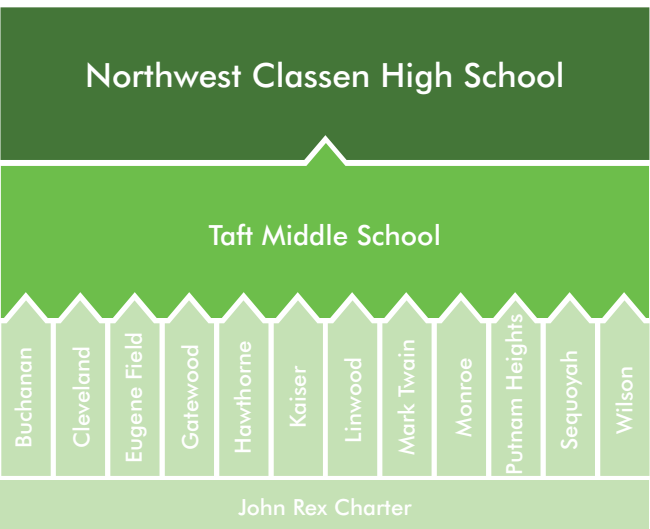 Northwest Classen High School
Taft Middle School
Buchanan
Cleveland
Eugene Field
Gatewood
Hawthorne
Kaiser
Linwood
Mark Twain
Monroe
Putnam Heights
Sequoyah
Wilson
John Rex Charter